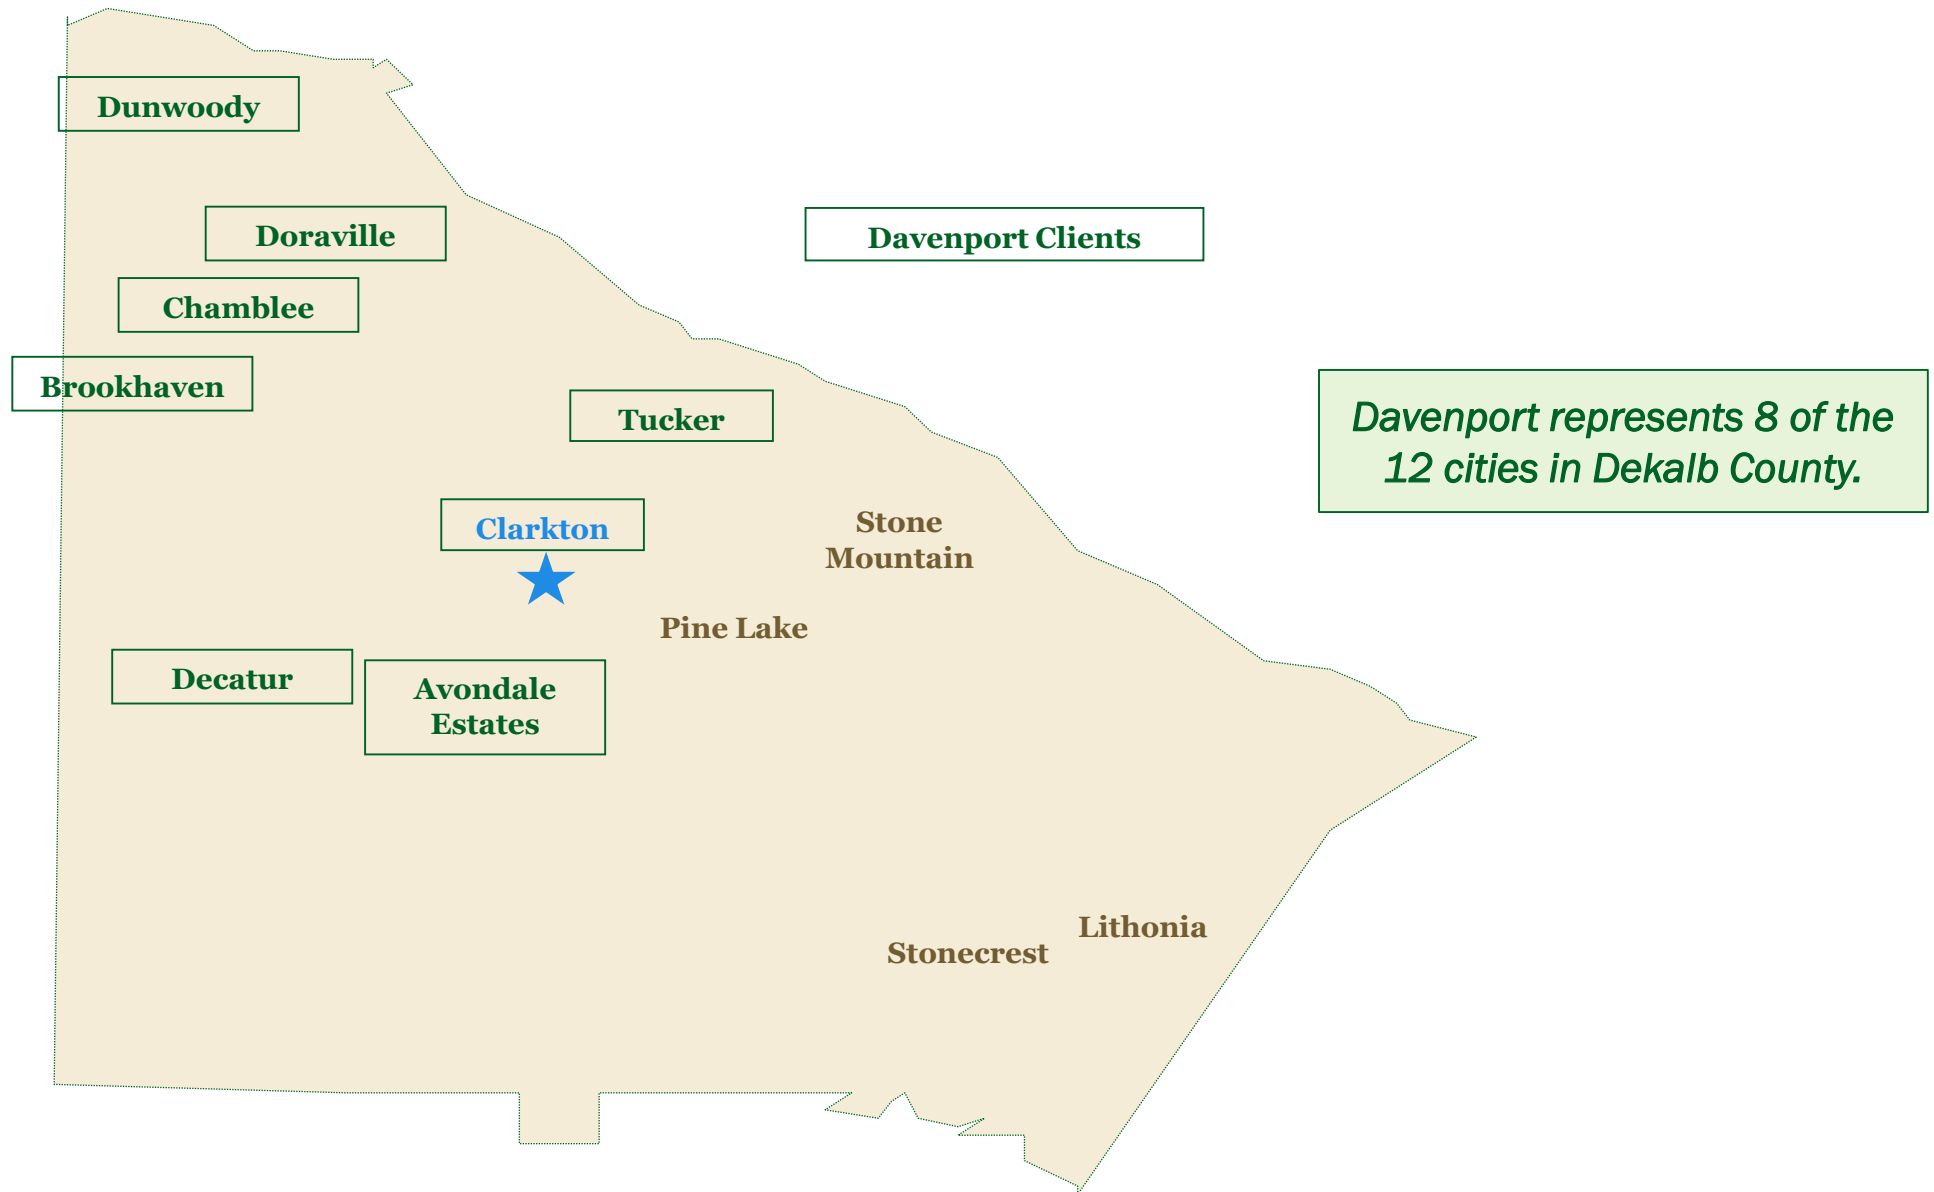 Dunwoody
Doraville
Davenport Clients
Chamblee
Brookhaven
Tucker
Davenport represents 8 of the
12 cities in Dekalb County.
Clarkton
Stone
Mountain
Pine Lake
Decatur
Avondale
Estates
Lithonia
Stonecrest